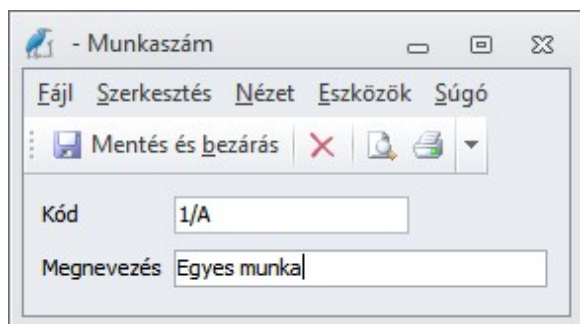 - Munkaszám
Fájl Szerkesztés Nézet Eszközök Súgó
Mentés és bezárás
Kód 1/A
Megnevezés Egyes munka